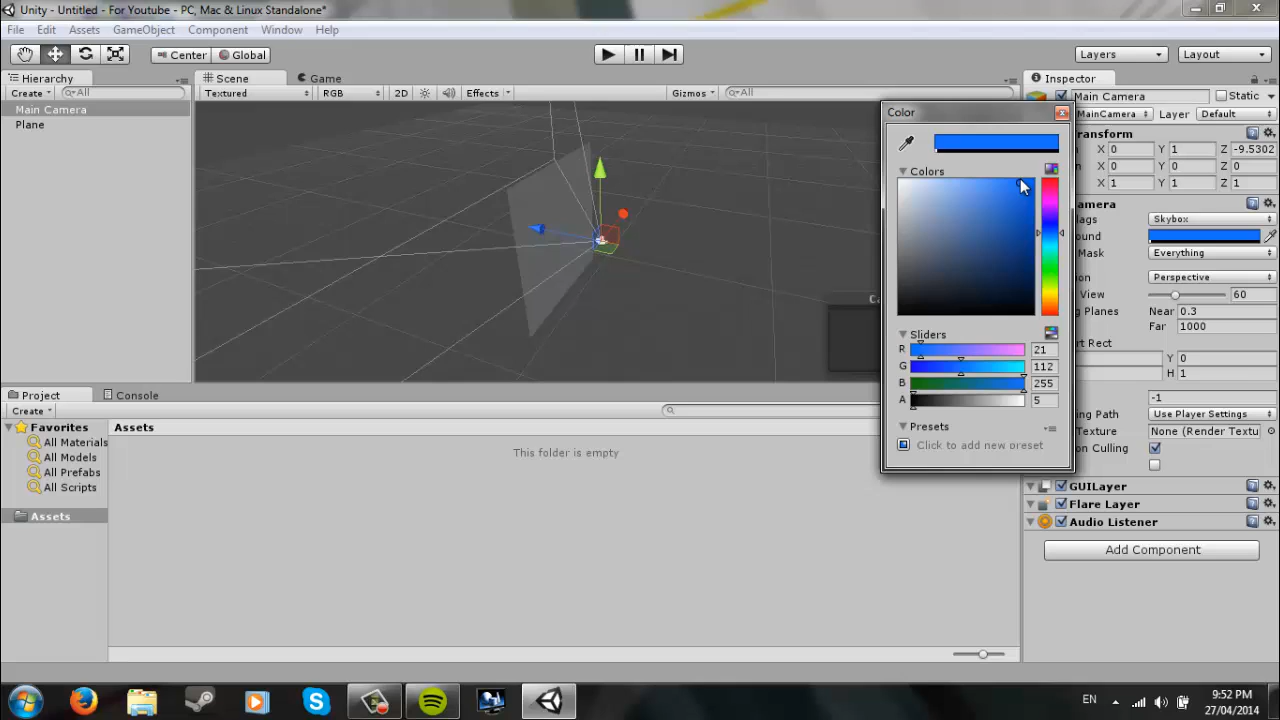 Unity - Untitled - For Youtube - PC, Mac & Linux Standalone*
File Edit Assets GameObject Component Window Help
Center Global Layers Layout
Hierarchy Scene Game Inspector
Create All Textured RGB 2D Effects Gizmos All
Main Camera
Plane
Main Camera Static
MainCamera Layer Default
Transform
X 0 Y 1 Z -9.5302
X 0 Y 0 Z 0
X 1 Y 1 Z 1
Skybox
Everything
Perspective
View 60
Planes Near 0.3
Far 1000
Rect
Y 0
H 1
-1
Path Use Player Settings
Texture None (Render Textu
Culling
GUILayer
Flare Layer
Audio Listener
Add Component
Color
Colors
Sliders
R 21
G 112
B 255
A 5
Presets
Click to add new preset
Project Console
Create
Favorites
All Materials
All Models
All Prefabs
All Scripts
Assets
Assets
This folder is empty
EN
9:52 PM
27/04/2014